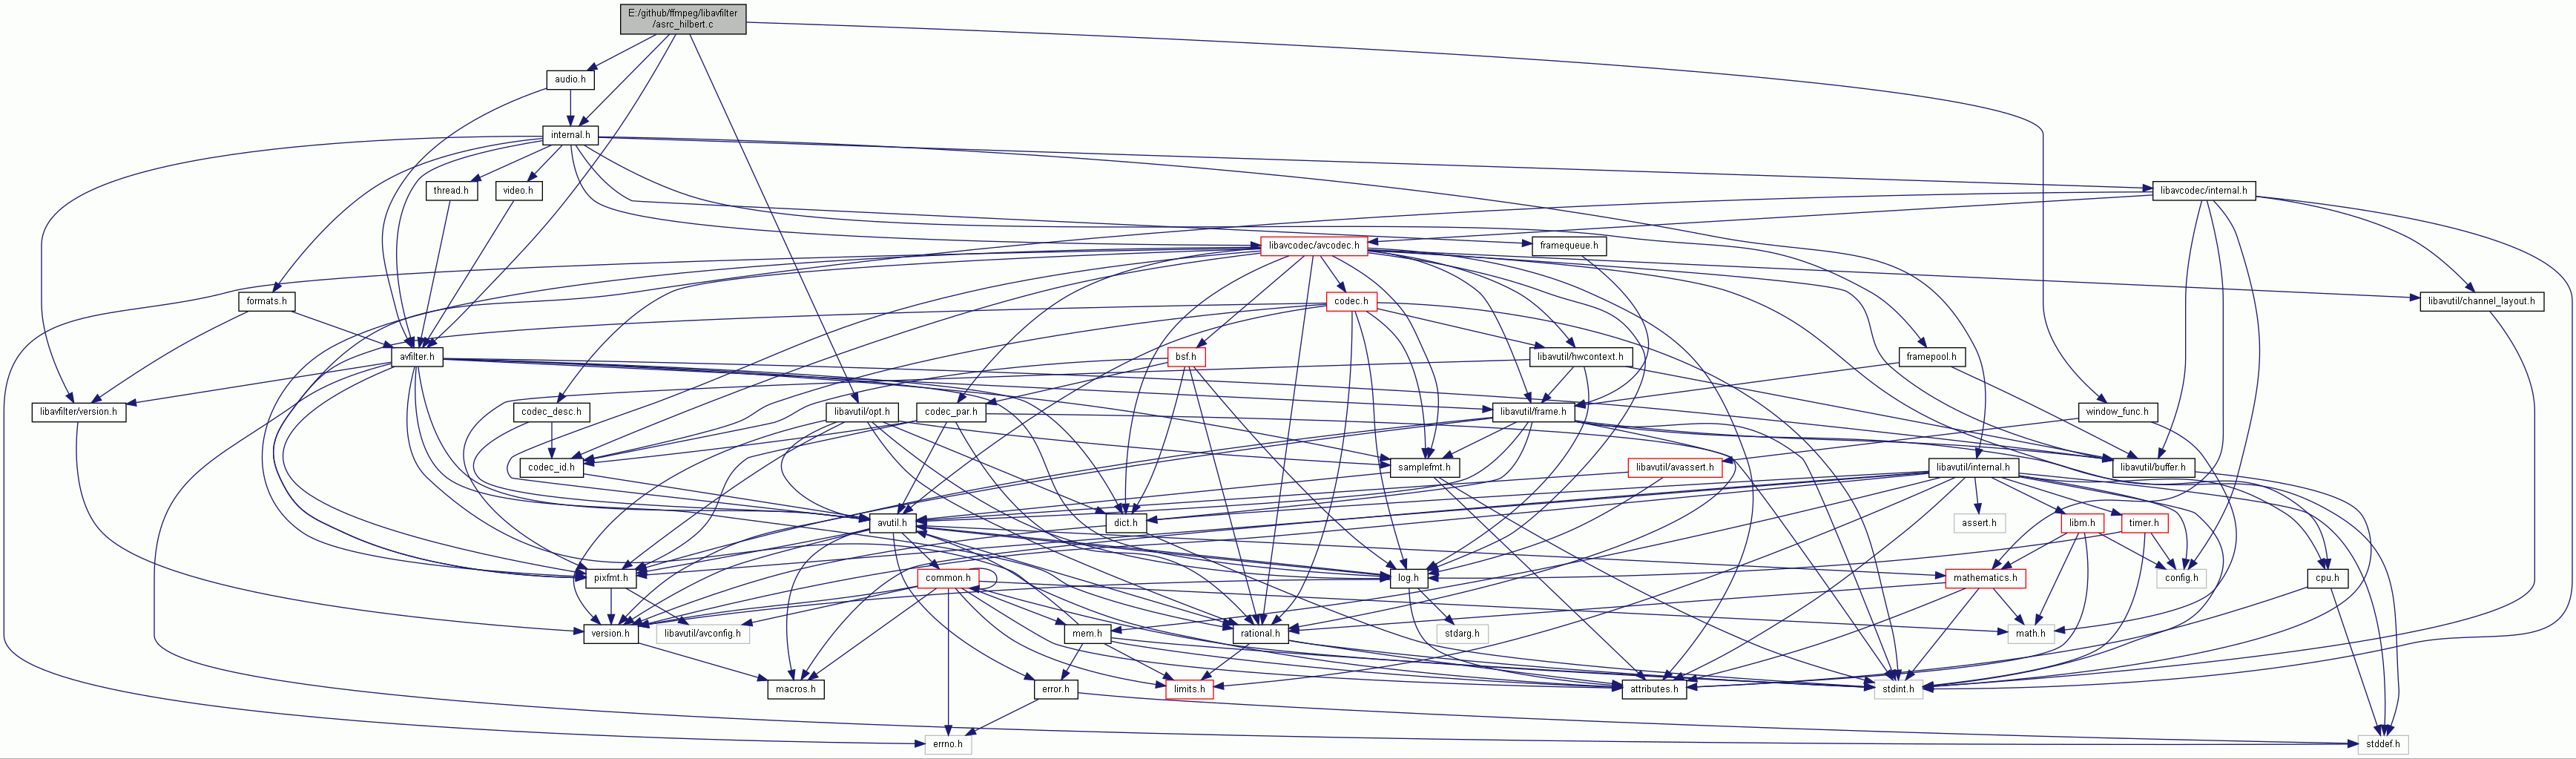 E:/github/ffmpeg/libavfilter
/asrc_hilbert.c
audio.h
internal.h
thread.h
video.h
libavcodec/internal.h
libavcodec/avcodec.h
framequeue.h
formats.h
codec.h
libavutil/channel_layout.h
avfilter.h
bsf.h
libavutil/hwcontext.h
framepool.h
libavfilter/version.h
codec_desc.h
libavutil/opt.h
codec_par.h
libavutil/frame.h
window_func.h
codec_id.h
samplefmt.h
libavutil/avassert.h
libavutil/internal.h
libavutil/buffer.h
avutil.h
dict.h
assert.h
libm.h
timer.h
pixfmt.h
common.h
log.h
mathematics.h
config.h
cpu.h
version.h
libavutil/avconfig.h
mem.h
rational.h
stdarg.h
math.h
macros.h
error.h
limits.h
attributes.h
stdint.h
errno.h
stddef.h